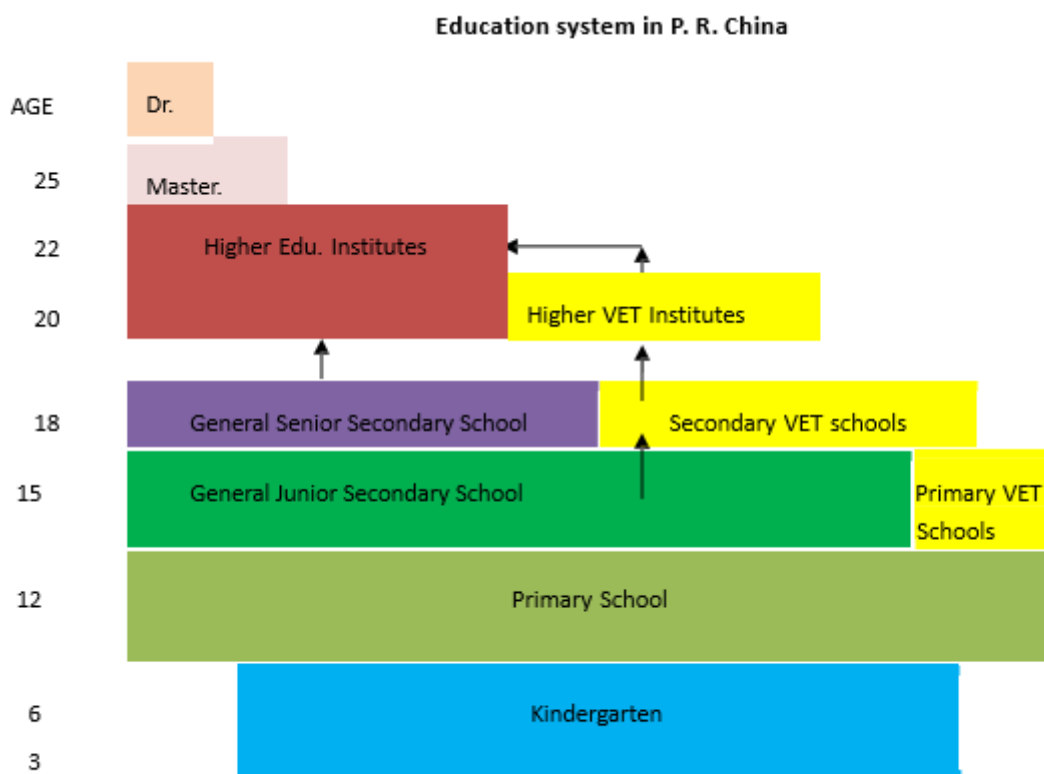 Education system in P. R. China
AGE
Dr.
25
Master.
22
Higher Edu. Institutes
20
Higher VET Institutes
18
General Senior Secondary School
Secondary VET schools
15
General Junior Secondary School
Primary VET
Schools
12
Primary School
6
Kindergarten
3